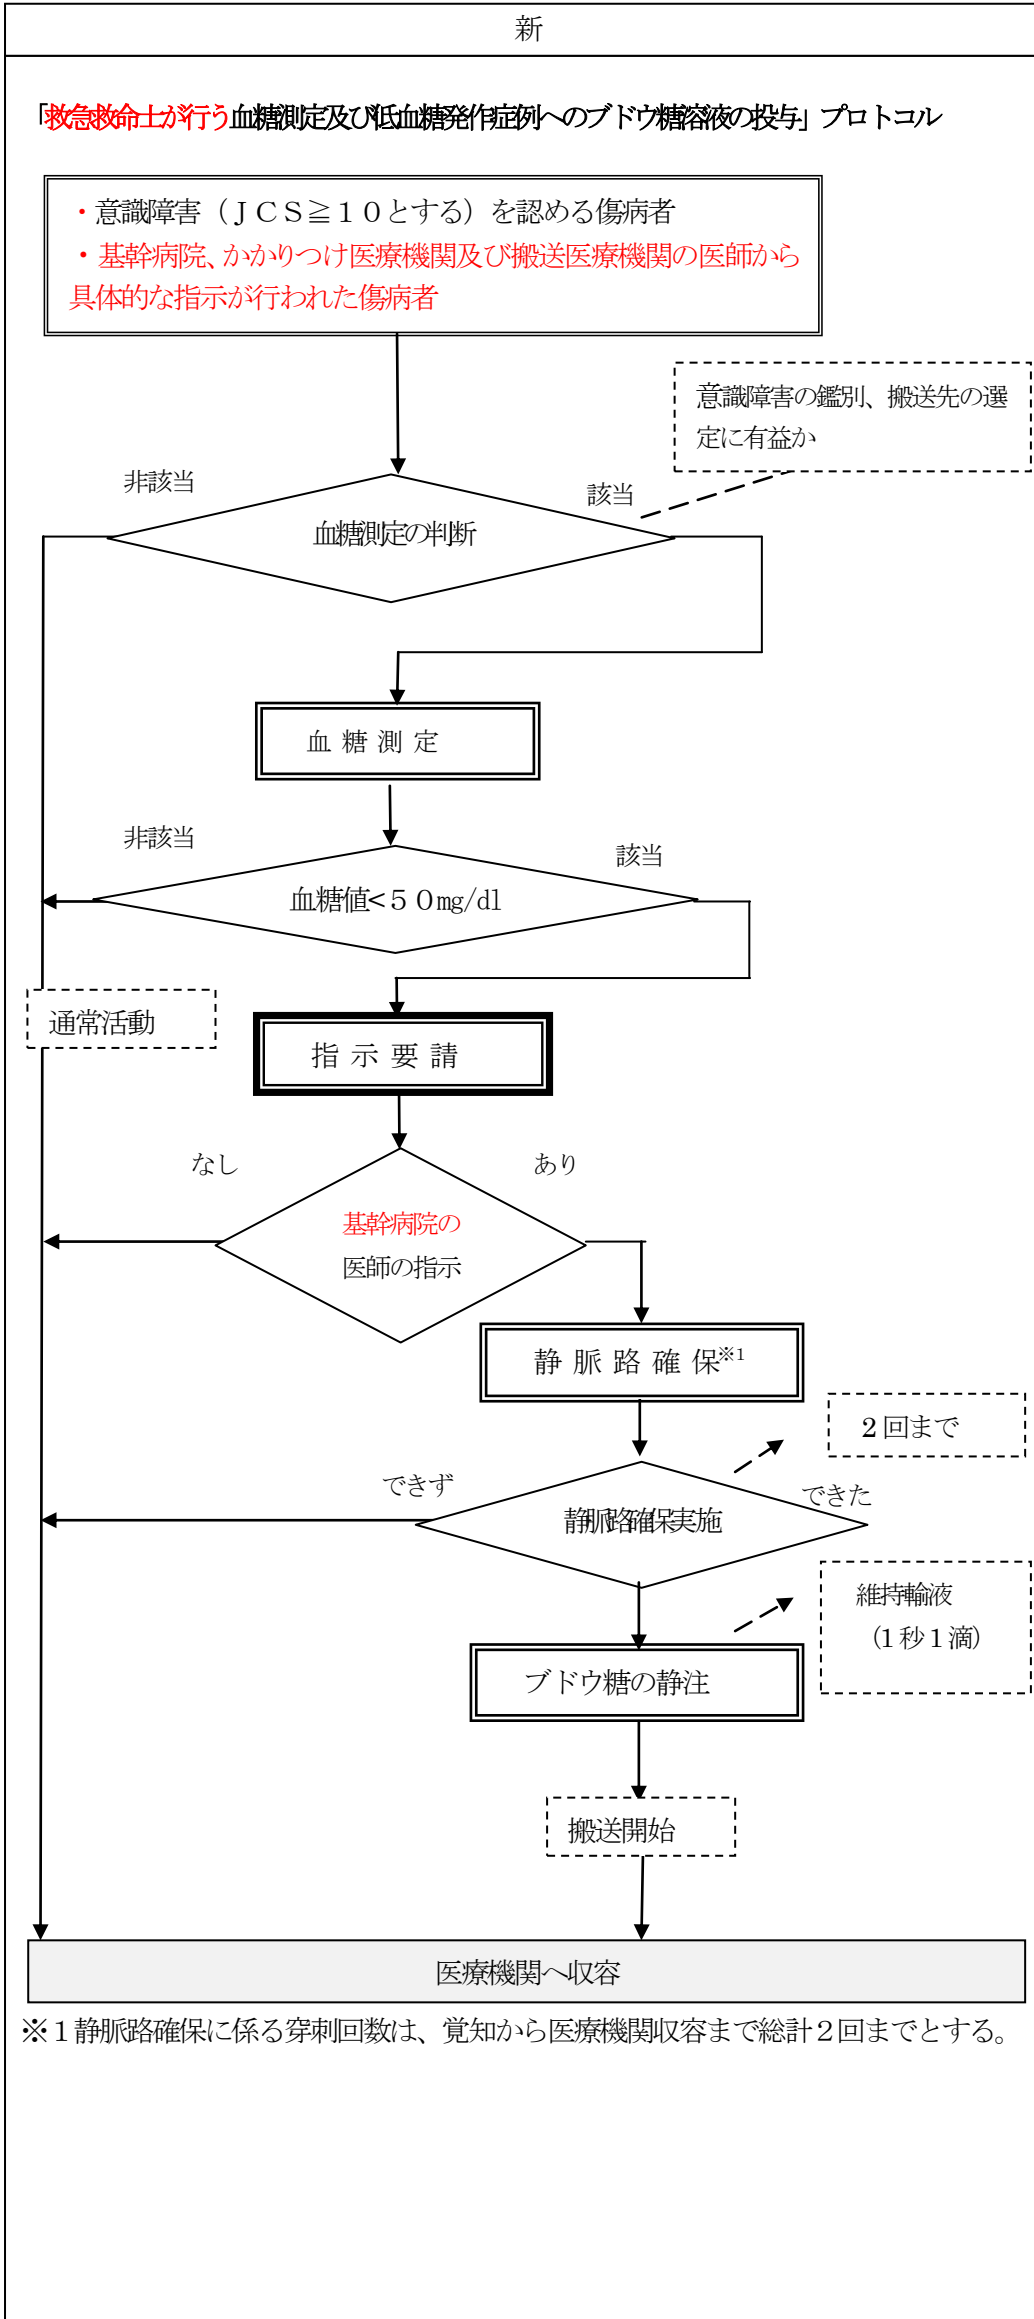 新
「救急救命士が行う血糖測定及び低血糖発作症例へのブドウ糖溶液の投与」プロトコル
・意識障害（ＪＣＳ≧１０とする）を認める傷病者
・基幹病院、かかりつけ医療機関及び搬送医療機関の医師から
具体的な指示が行われた傷病者
意識障害の鑑別、搬送先の選
定に有益か
非該当
該当
血糖測定の判断
血 糖 測 定
非該当
該当
血糖値<５０mg/dl
通常活動
指 示 要 請
なし
あり
基幹病院の
医師の指示
静 脈 路 確 保※1
２回まで
できず
できた
静脈路確保実施
維持輸液
（１秒１滴）
ブドウ糖の静注
搬送開始
医療機関へ収容
※１静脈路確保に係る穿刺回数は、覚知から医療機関収容まで総計２回までとする。